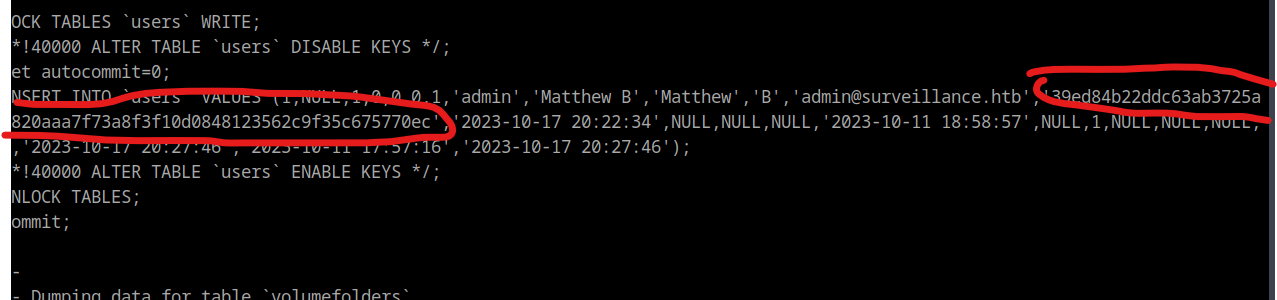 OCK TABLES `users` WRITE;
*!40000 ALTER TABLE `users` DISABLE KEYS */;
et autocommit=0;
NSERT INTO `users` VALUES (1,NULL,1,0,0,0,1,'admin','Matthew B','Matthew','B','admin@surveillance.htb','39ed84b22ddc63ab3725a
820aaa7f73a8f3f10d0848123562c9f35c675770ec','2023-10-17 20:22:34',NULL,NULL,NULL,'2023-10-11 18:58:57',NULL,1,NULL,NULL,NULL,
,'2023-10-17 20:27:46','2023-10-11 17:57:16','2023-10-17 20:27:46');
*!40000 ALTER TABLE `users` ENABLE KEYS */;
NLOCK TABLES;
ommit;
-
- Dumping data for table `volumefolders`